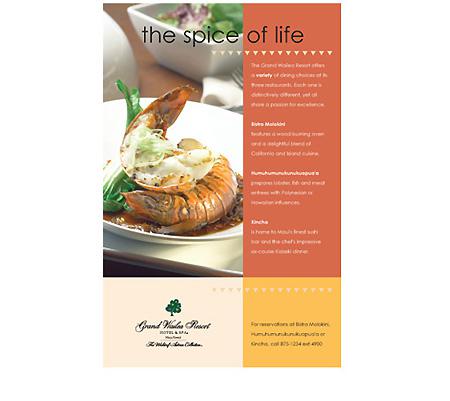 the spice of life
The Grand Wailea Resort offers
a variety of dining choices at its
three restaurants. Each one is
distinctively different, yet all
share a passion for excellence.
Bistro Molokini
features a wood-burning oven
and a delightful blend of
California and Island cuisine.
Humuhumunukunukuapua'a
prepares lobster, fish and meat
entrees with Polynesian or
Hawaiian influences.
Kincha
is home to Maui's finest sushi
bar and the chef's impressive
six-course Kaiseki dinner.
Grand Wailea Resort
HOTEL & SPA
The Waldorf=Astoria Collection
For reservations at Bistro Molokini,
Humuhumunukunukuapua'a or
Kincha, call 875-1234 ext 4900